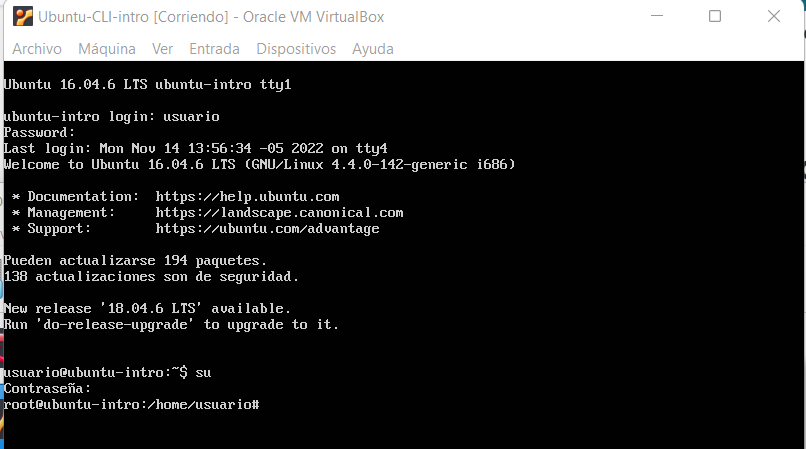 Ubuntu-CLI-intro [Corriendo] - Oracle VM VirtualBox
Archivo Máquina Ver Entrada Dispositivos Ayuda
Ubuntu 16.04.6 LTS ubuntu-intro tty1
ubuntu-intro login: usuario
Password:
Last login: Mon Nov 14 13:56:34 -05 2022 on tty4
Welcome to Ubuntu 16.04.6 LTS (GNU/Linux 4.4.0-142-generic i686)
* Documentation:  https://help.ubuntu.com
* Management:     https://landscape.canonical.com
* Support:        https://ubuntu.com/advantage
Pueden actualizarse 194 paquetes.
138 actualizaciones son de seguridad.
New release '18.04.6 LTS' available.
Run 'do-release-upgrade' to upgrade to it.
usuario@ubuntu-intro:~$ su
Contraseña:
root@ubuntu-intro:/home/usuario#